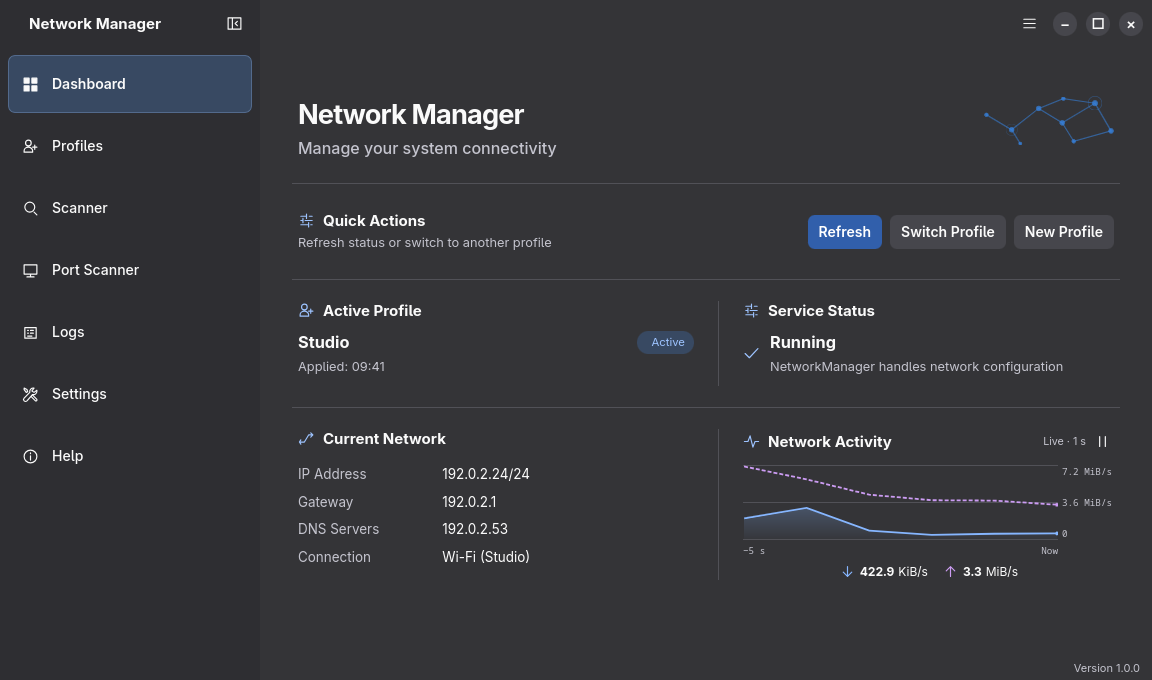 Network Manager
Dashboard
Profiles
Scanner
Port Scanner
Logs
Settings
Help
Network Manager
Manage your system connectivity
Quick Actions
Refresh status or switch to another profile
Refresh
Switch Profile
New Profile
Active Profile
Studio
Active
Applied: 09:41
Service Status
Running
NetworkManager handles network configuration
Current Network
IP Address 192.0.2.24/24
Gateway 192.0.2.1
DNS Servers 192.0.2.53
Connection Wi-Fi (Studio)
Network Activity
Live · 1 s
7.2 MiB/s
3.6 MiB/s
0
−5 s Now
↓ 422.9 KiB/s ↑ 3.3 MiB/s
Version 1.0.0